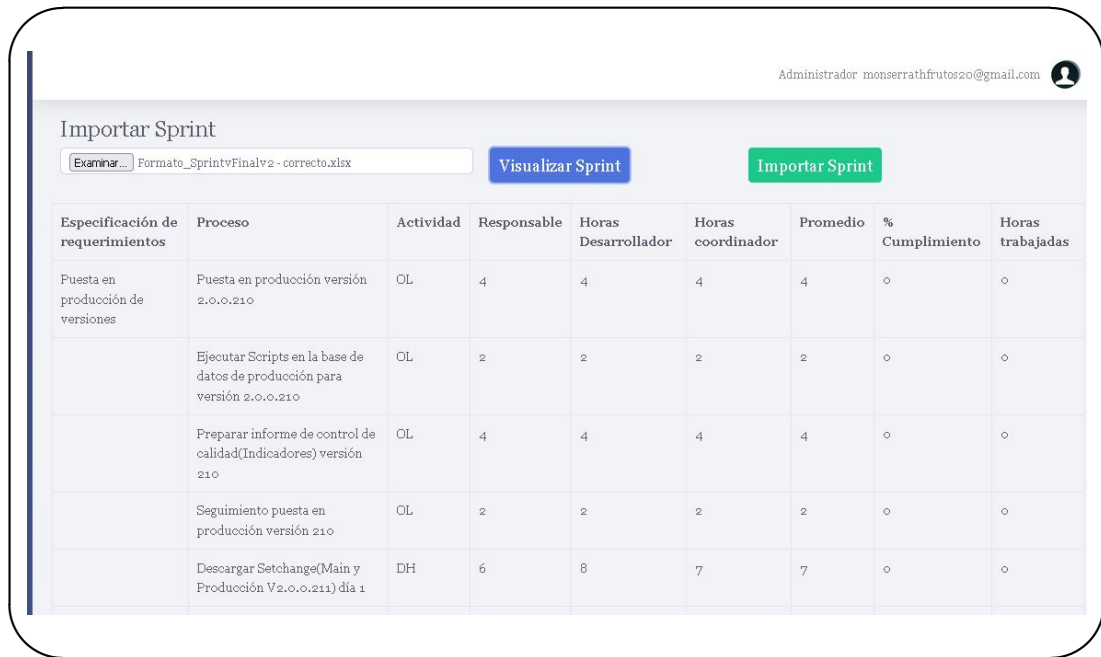 Administrador monserrathfrutos20@gmail.com
Importar Sprint
Examinar... Formato_SprintvFinalv2 - correcto.xlsx
Visualizar Sprint
Importar Sprint
Especificación de requerimientos Proceso Actividad Responsable Horas Desarrollador Horas coordinador Promedio % Cumplimiento Horas trabajadas
Puesta en producción de versiones Puesta en producción versión 2.0.0.210 OL 4 4 4 4 0 0
Ejecutar Scripts en la base de datos de producción para versión 2.0.0.210 OL 2 2 2 2 0 0
Preparar informe de control de calidad(Indicadores) versión 210 OL 4 4 4 4 0 0
Seguimiento puesta en producción versión 210 OL 2 2 2 2 0 0
Descargar Setchange(Main y Producción V2.0.0.211) día 1 DH 6 8 7 7 0 0